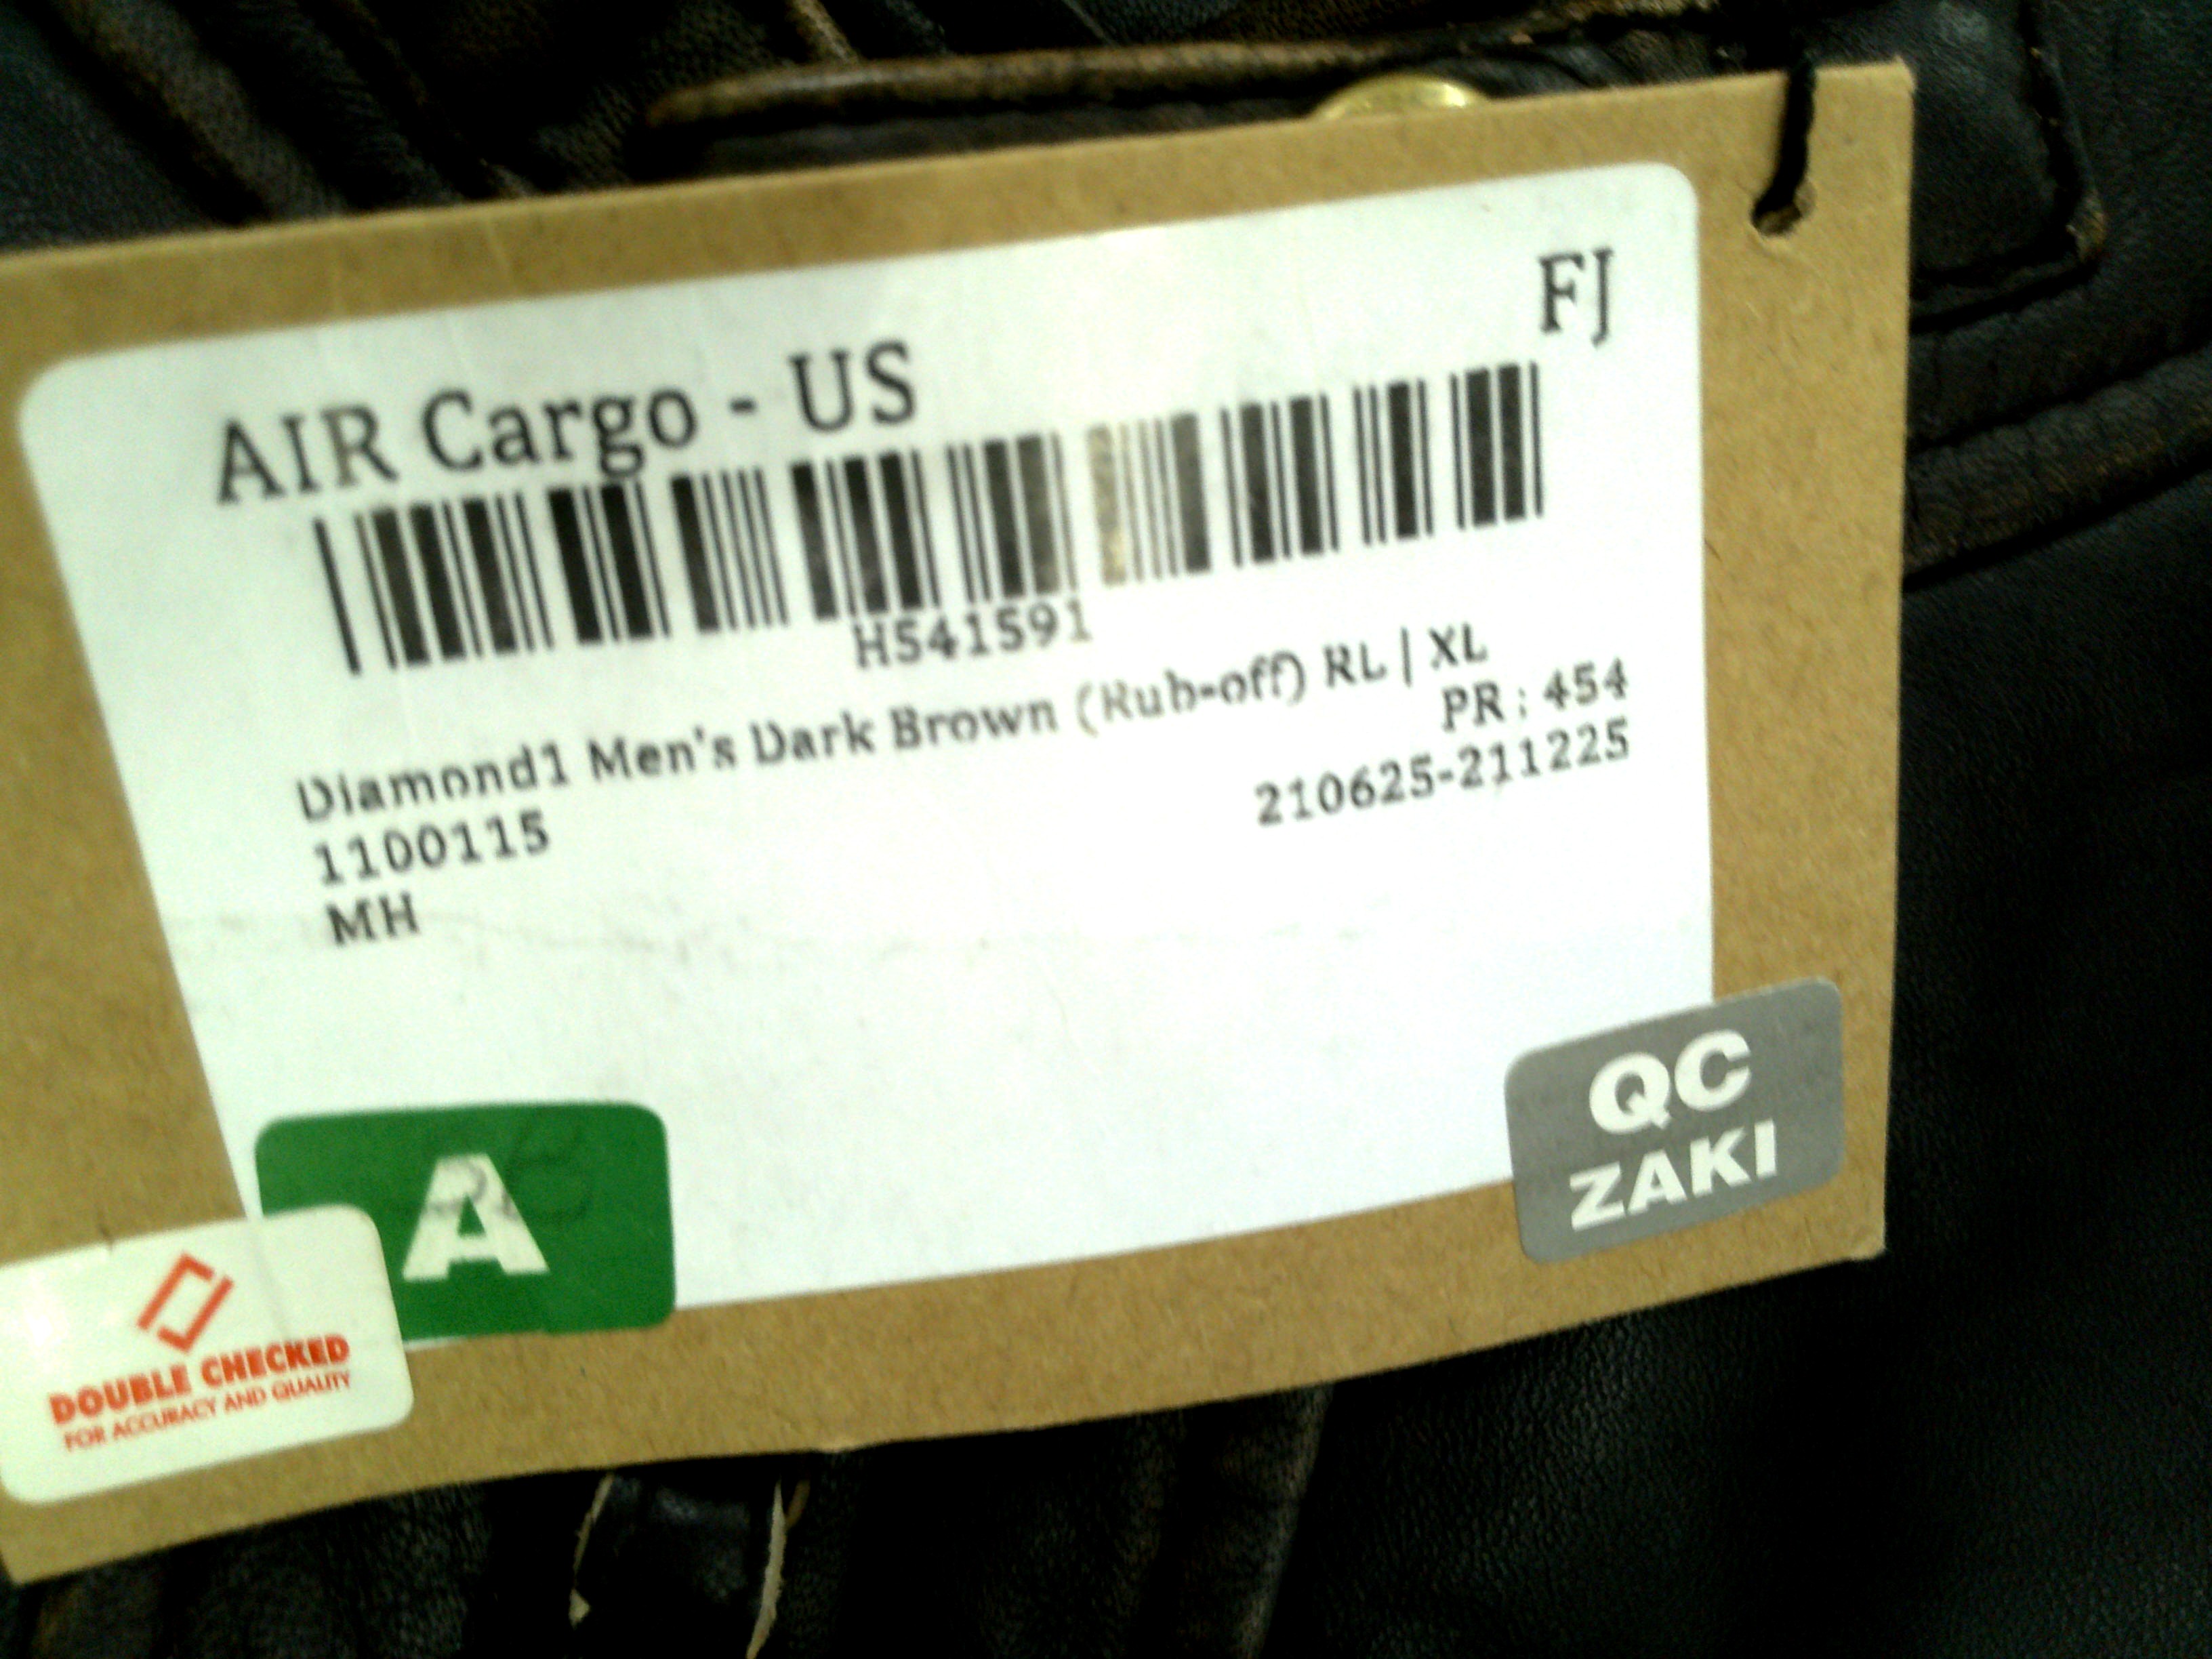 FJ
AIR Cargo - US
H541591
Diamond1 Men's Dark Brown (Rub-off) RL | XL
PR : 454
1100115
210625-211225
MH
A
QC
ZAKI
DOUBLE CHECKED
FOR ACCURACY AND QUALITY